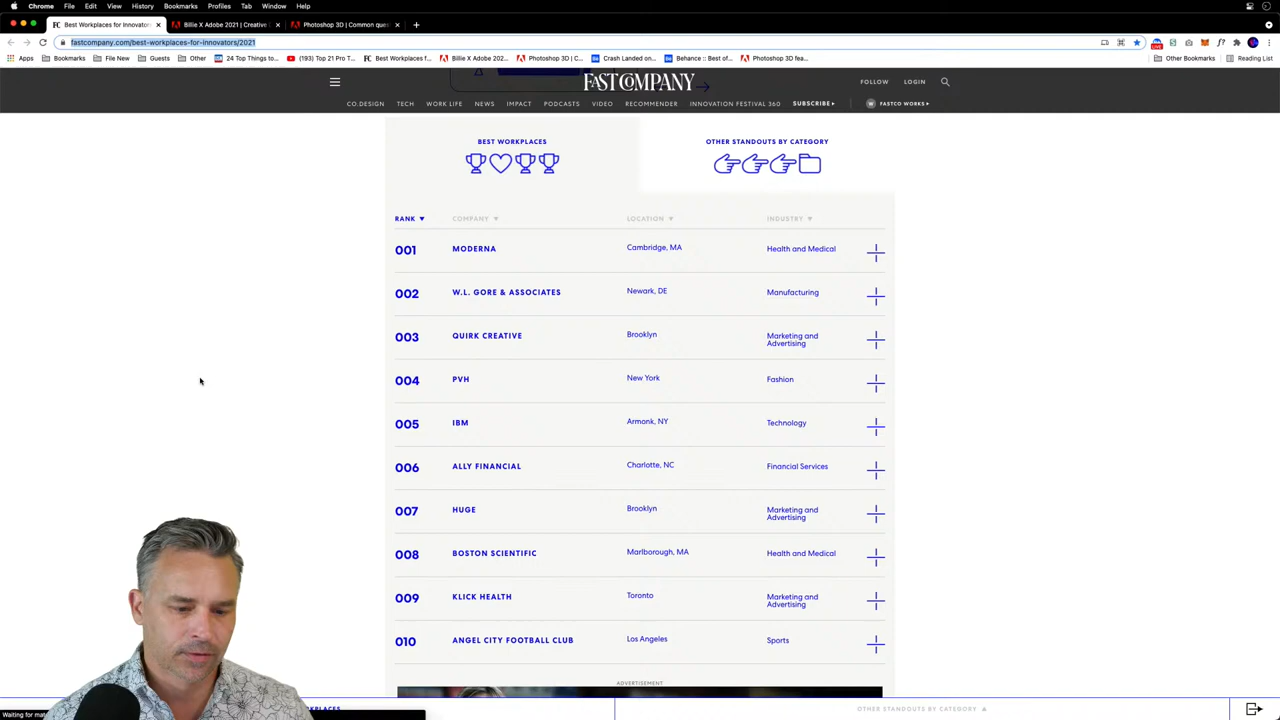 Chrome File Edit View History Bookmarks Profiles Tab Window Help
Best Workplaces for Innovators
Billie X Adobe 2021 | Creative
Photoshop 3D | Common ques
fastcompany.com/best-workplaces-for-innovators/2021
Apps Bookmarks File New Guests Other 24 Top Things to... (193) Top 21 Pro T... Best Workplaces f... Billie X Adobe 202... Photoshop 3D | C... Crash Landed on... Behance :: Best of... Photoshop 3D fea... Other Bookmarks Reading List
FAST COMPANY
FOLLOW LOGIN
CO.DESIGN TECH WORK LIFE NEWS IMPACT PODCASTS VIDEO RECOMMENDER INNOVATION FESTIVAL 360 SUBSCRIBE FASTCO WORKS
BEST WORKPLACES
OTHER STANDOUTS BY CATEGORY
RANK COMPANY LOCATION INDUSTRY
001 MODERNA Cambridge, MA Health and Medical
002 W.L. GORE & ASSOCIATES Newark, DE Manufacturing
003 QUIRK CREATIVE Brooklyn Marketing and
Advertising
004 PVH New York Fashion
005 IBM Armonk, NY Technology
006 ALLY FINANCIAL Charlotte, NC Financial Services
007 HUGE Brooklyn Marketing and
Advertising
008 BOSTON SCIENTIFIC Marlborough, MA Health and Medical
009 KLICK HEALTH Toronto Marketing and
Advertising
010 ANGEL CITY FOOTBALL CLUB Los Angeles Sports
ADVERTISEMENT
OTHER STANDOUTS BY CATEGORY
Waiting for